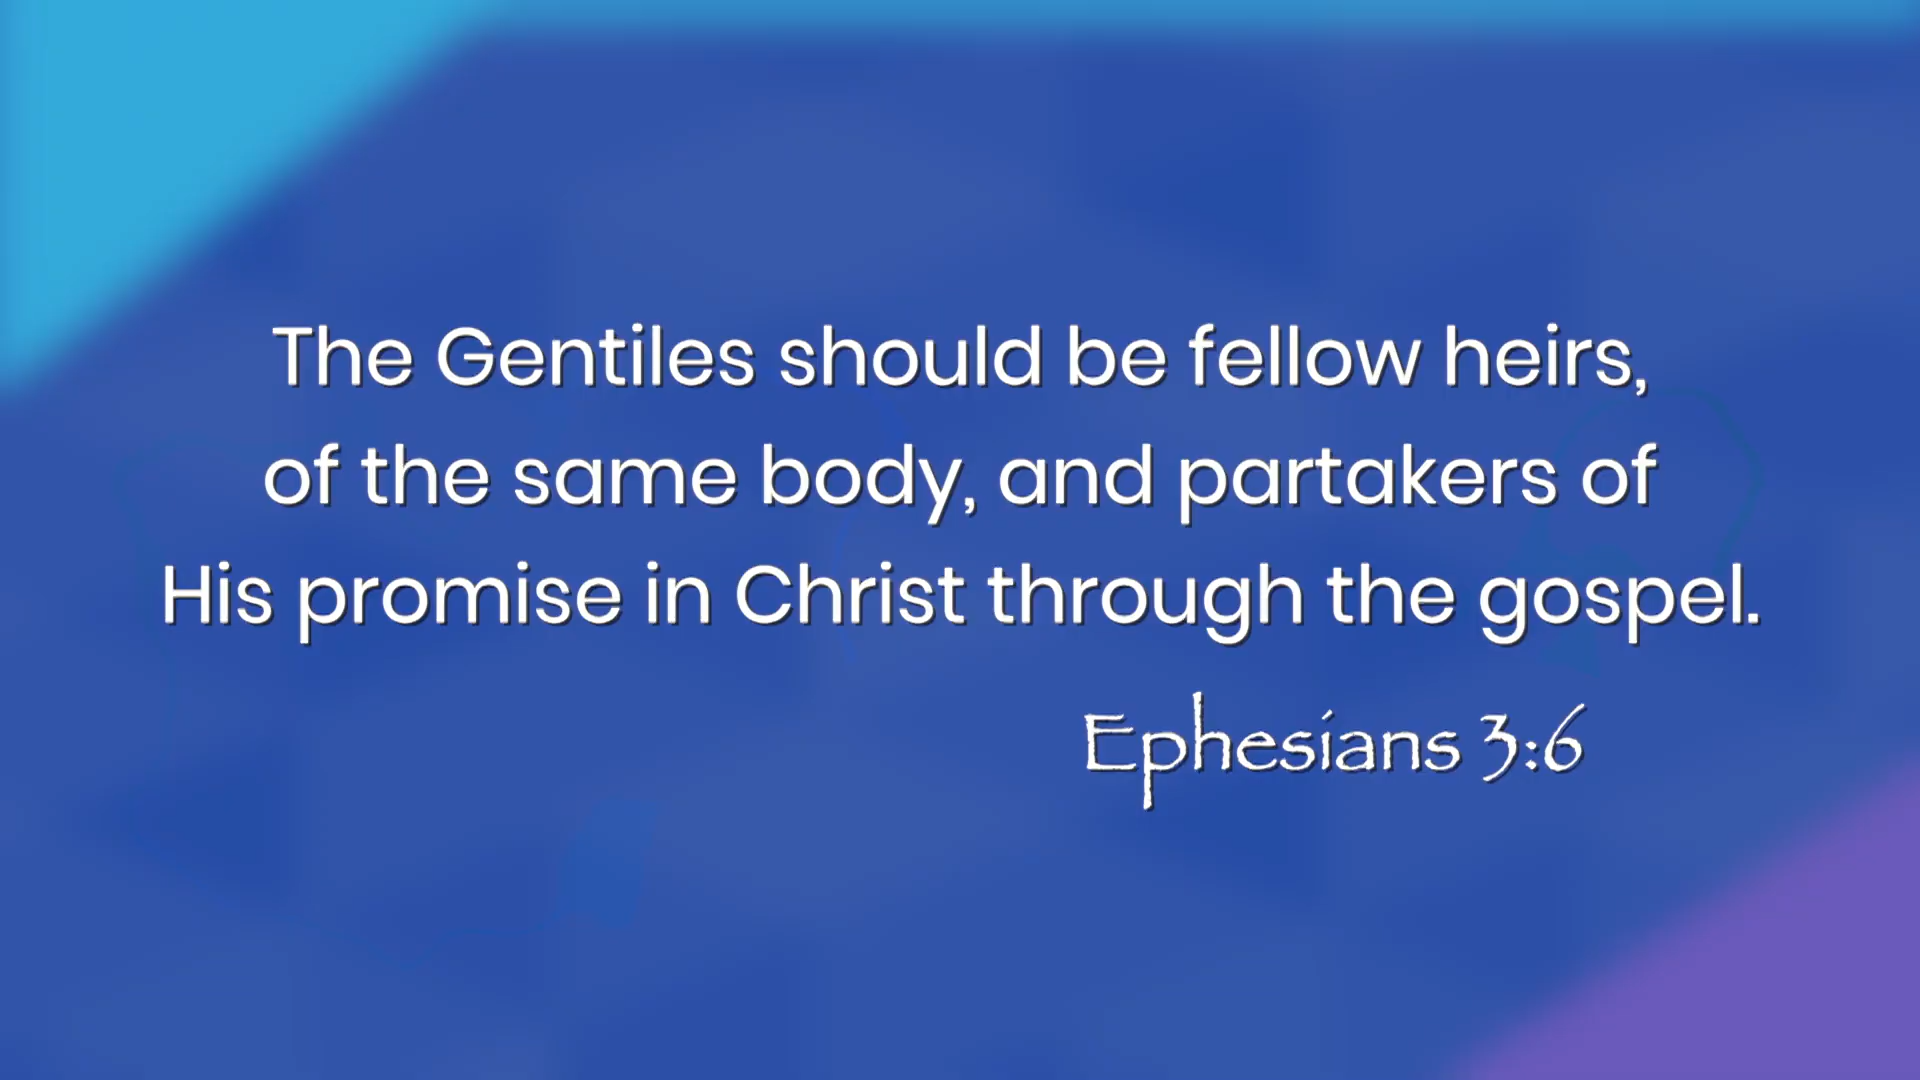 The Gentiles should be fellow heirs,
of the same body, and partakers of
His promise in Christ through the gospel.
Ephesians 3:6